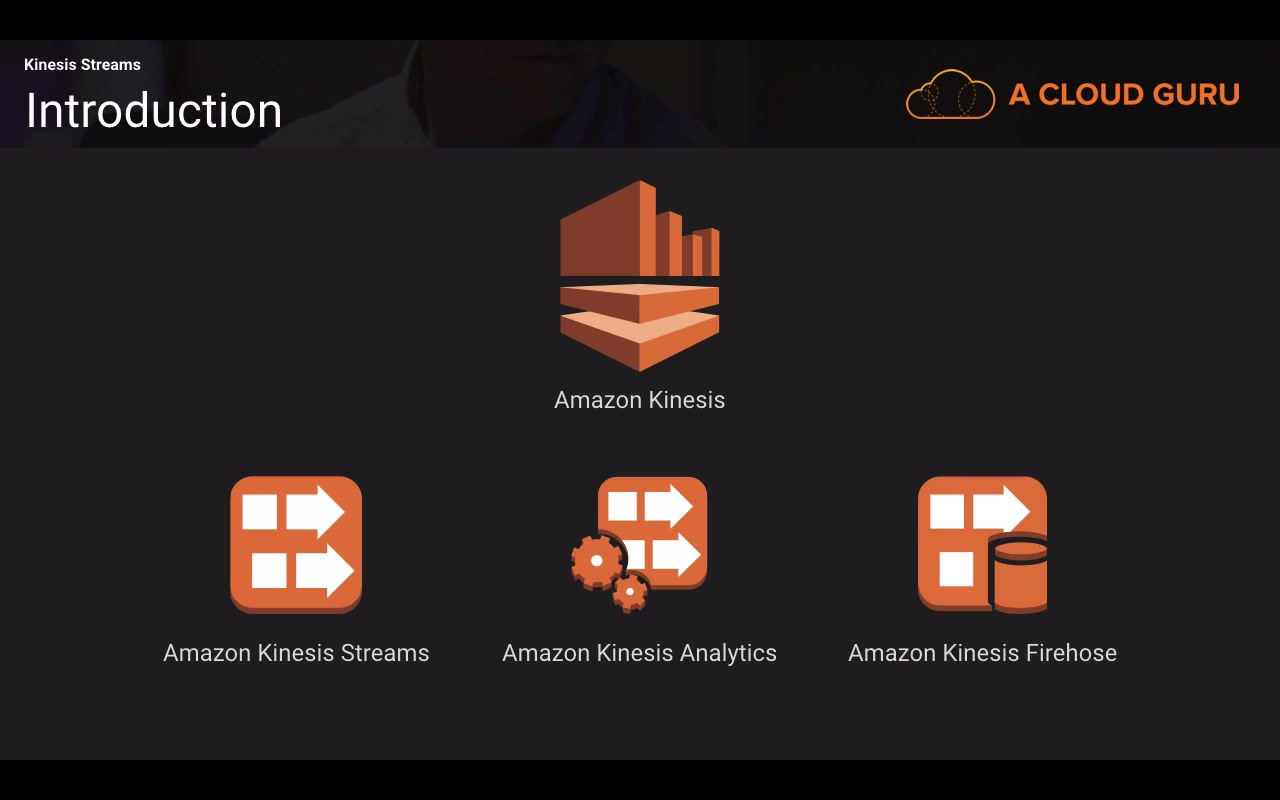 Kinesis Streams
Introduction
A CLOUD GURU
Amazon Kinesis
Amazon Kinesis Streams
Amazon Kinesis Analytics
Amazon Kinesis Firehose